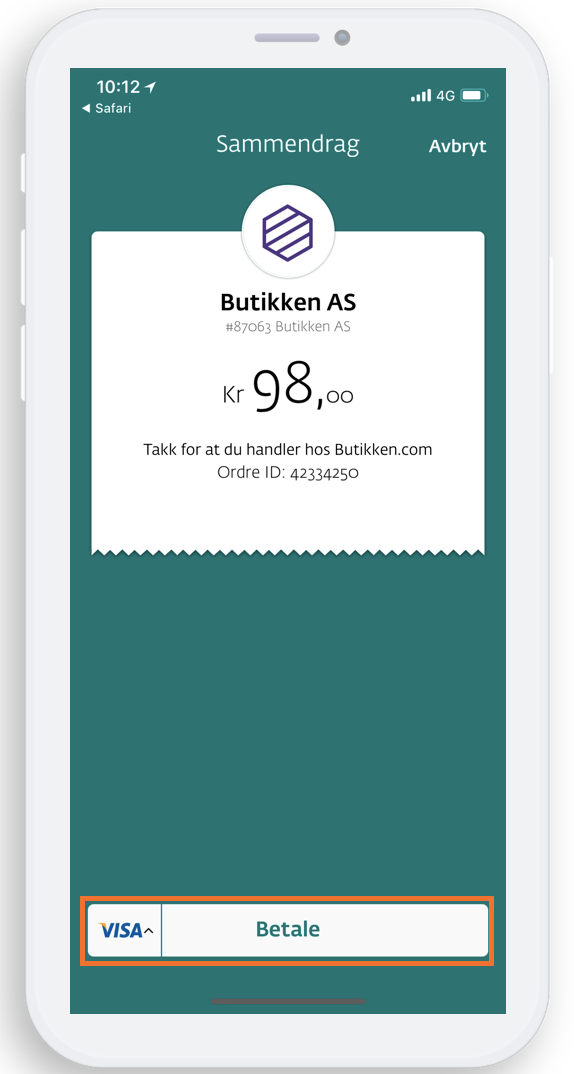 10:12
4G
Safari
Sammendrag
Avbryt
Butikken AS
#87063 Butikken AS
Kr 98,00
Takk for at du handler hos Butikken.com
Ordre ID: 42334250
VISA
Betale